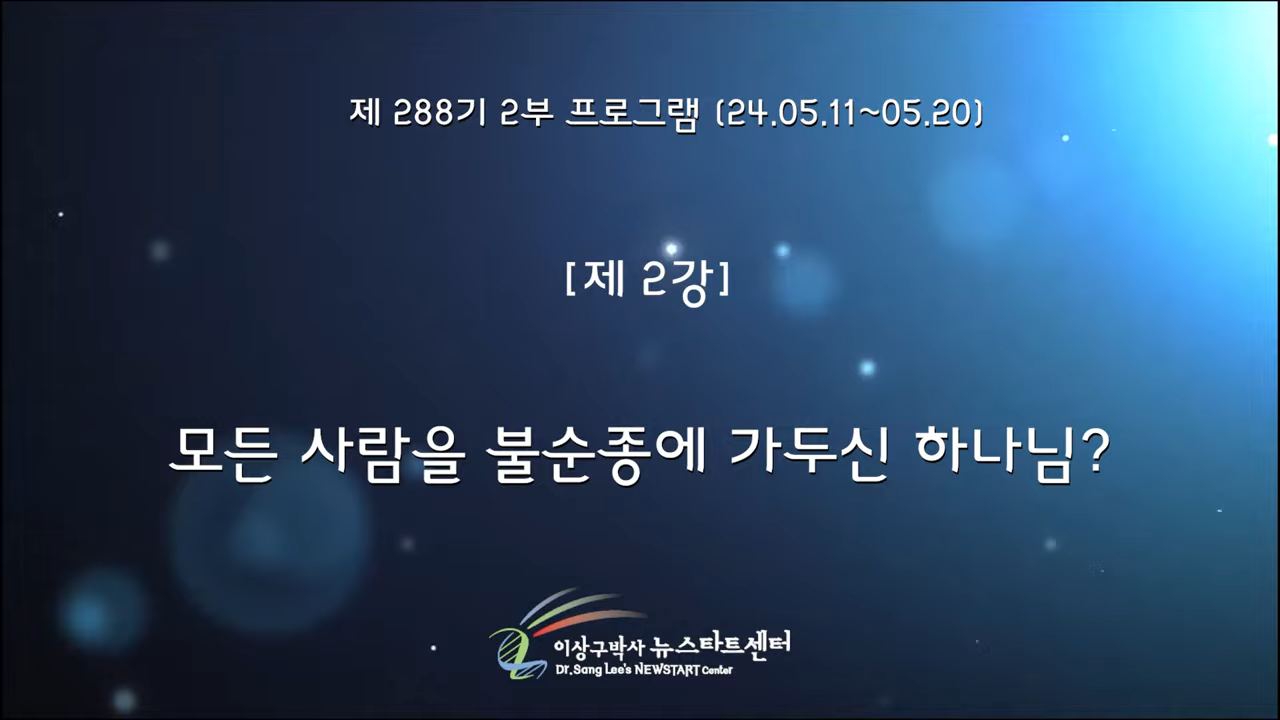 제 288기 2부 프로그램 (24.05.11~05.20)
[제 2강]
모든 사람을 불순종에 가두신 하나님?
이상구박사 뉴스타트센터
Dr.Sang Lee's NEWSTART Center